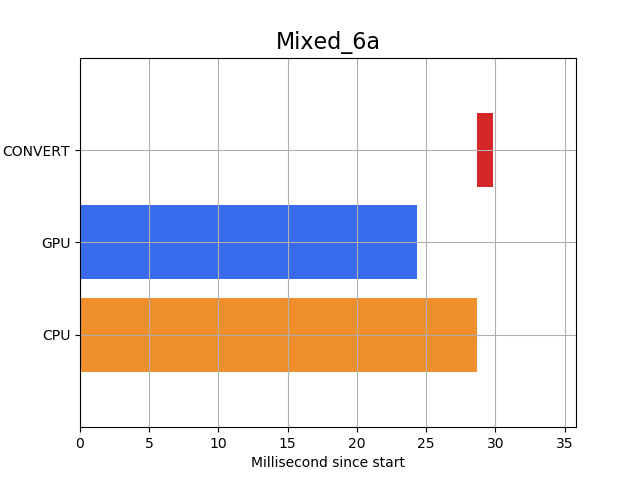 Mixed_6a
CONVERT
GPU
CPU
0 5 10 15 20 25 30 35
Millisecond since start